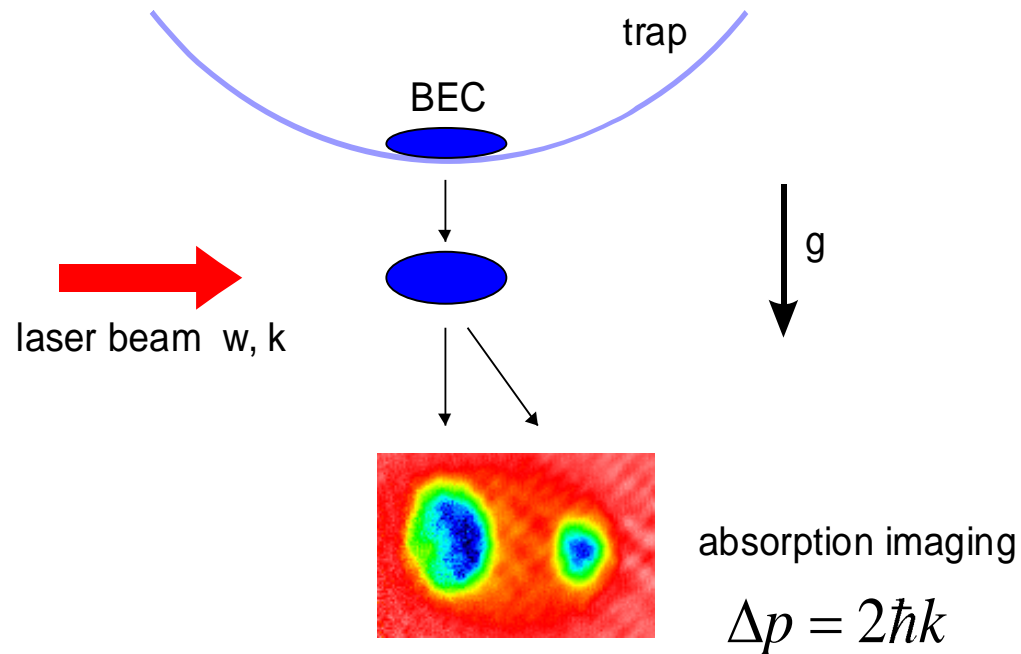 trap
BEC
g
laser beam w, k
absorption imaging
Δp = 2ħk